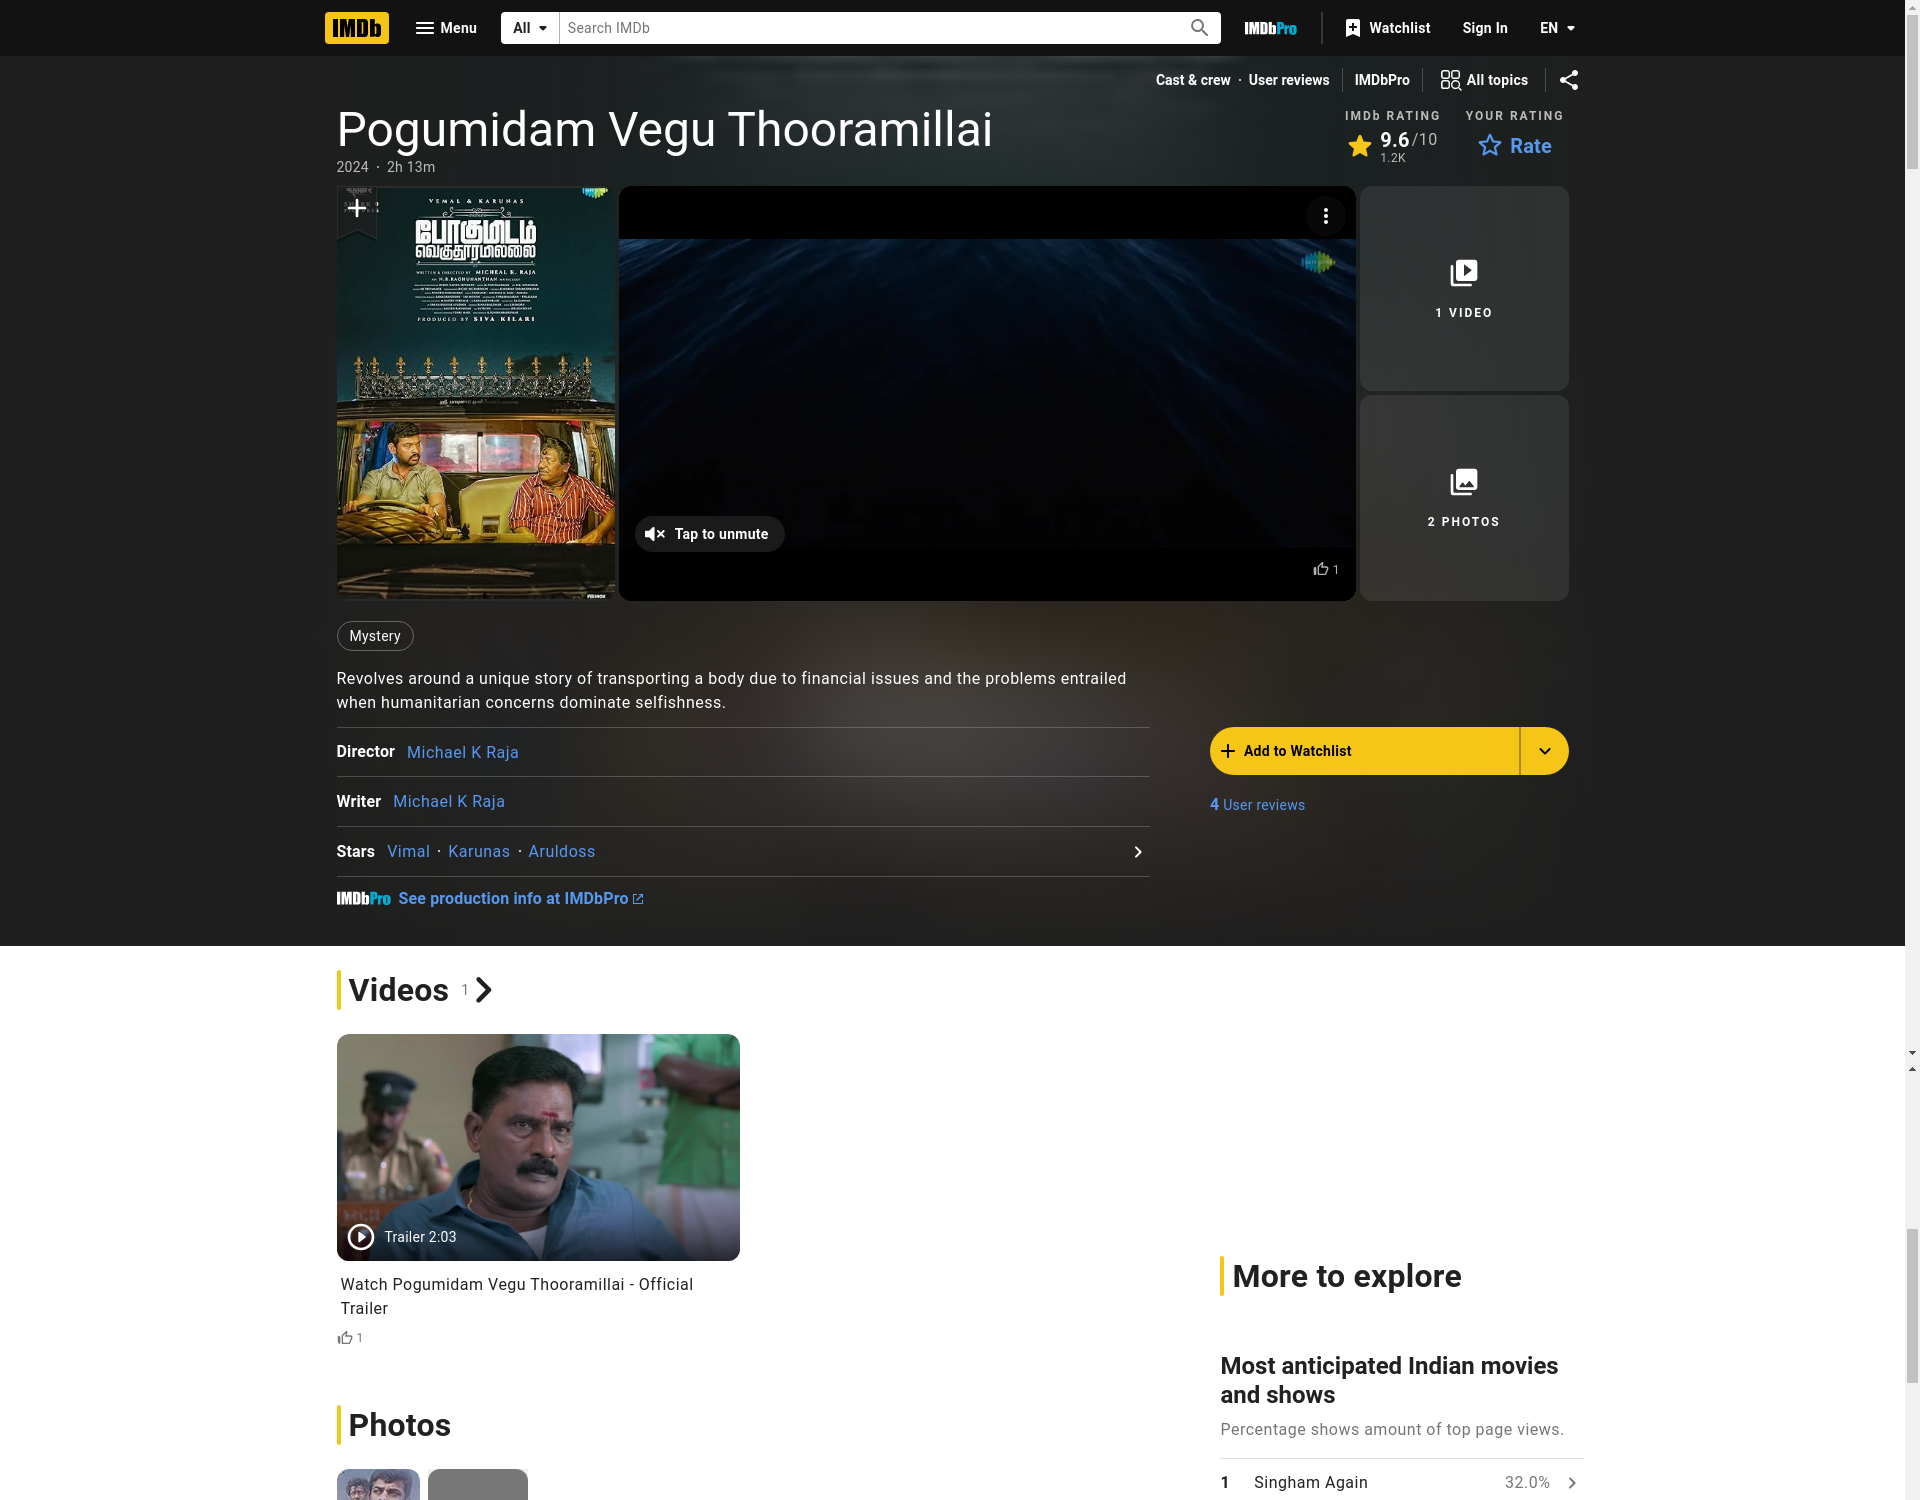 IMDb
Menu
All
Search IMDb
IMDbPro
Watchlist
Sign In
EN
Cast & crew · User reviews
IMDbPro
All topics
Pogumidam Vegu Thooramillai
2024 · 2h 13m
IMDb RATING
9.6/10
1.2K
YOUR RATING
Rate
VEMAL & KARUNAS
போகுமிடம்
வெகுதூரமில்லை
WRITTEN & DIRECTED BY MICHEAL K. RAJA
N.R.RAGHUNANTHAN
PRODUCED BY SIVA KILARI
Tap to unmute
1
1 VIDEO
2 PHOTOS
Mystery
Revolves around a unique story of transporting a body due to financial issues and the problems entrailed
when humanitarian concerns dominate selfishness.
Director Michael K Raja
Writer Michael K Raja
Stars Vimal · Karunas · Aruldoss
IMDbPro See production info at IMDbPro
Add to Watchlist
4 User reviews
Videos 1
Trailer 2:03
Watch Pogumidam Vegu Thooramillai - Official
Trailer
1
Photos
More to explore
Most anticipated Indian movies
and shows
Percentage shows amount of top page views.
1 Singham Again 32.0%